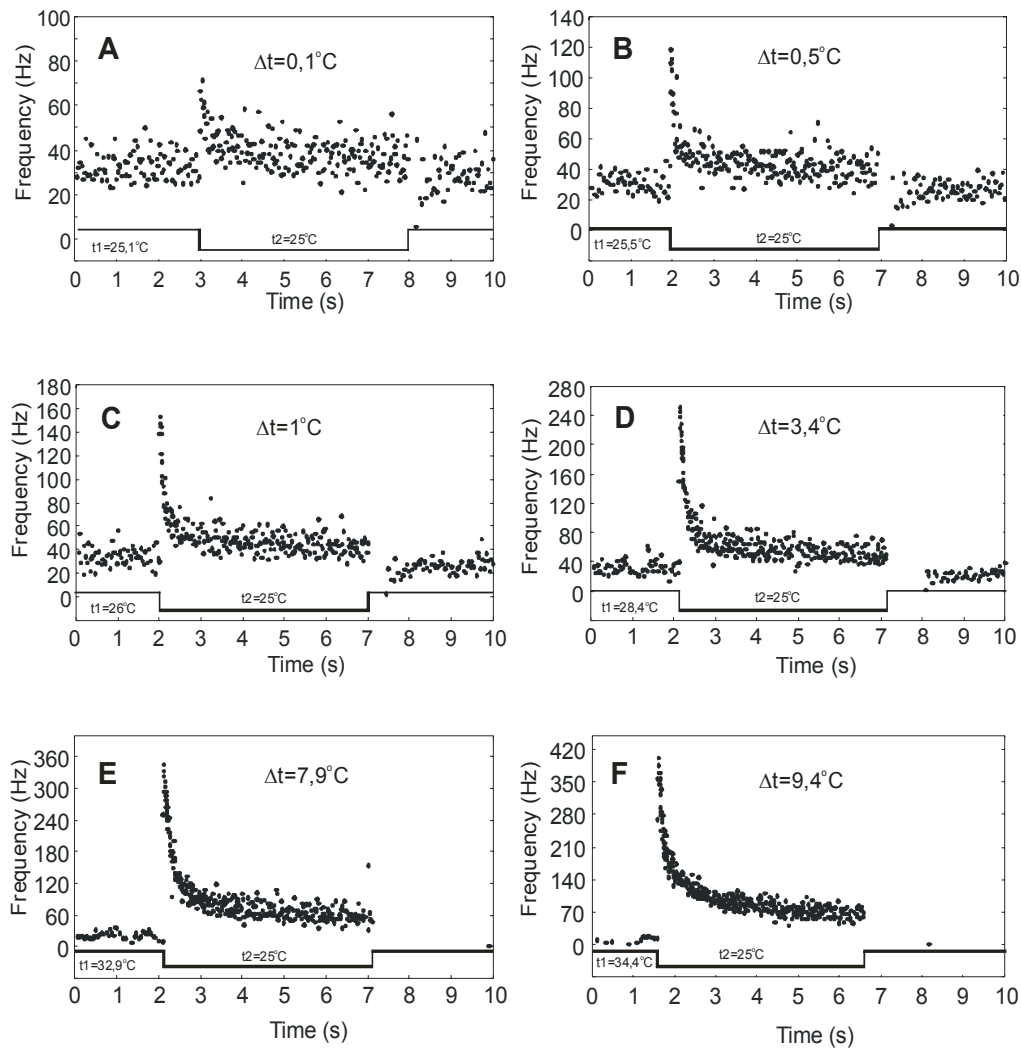 A
Δt=0,1°C
Frequency (Hz)
100
80
60
40
20
0
t1=25,1°C
t2=25°C
0 1 2 3 4 5 6 7 8 9 10
Time (s)
B
Δt=0,5°C
Frequency (Hz)
140
120
100
80
60
40
20
0
t1=25,5°C
t2=25°C
0 1 2 3 4 5 6 7 8 9 10
Time (s)
C
Δt=1°C
Frequency (Hz)
180
160
140
120
100
80
60
40
20
0
t1=26°C
t2=25°C
0 1 2 3 4 5 6 7 8 9 10
Time (s)
D
Δt=3,4°C
Frequency (Hz)
280
240
200
160
120
80
40
0
t1=28,4°C
t2=25°C
0 1 2 3 4 5 6 7 8 9 10
Time (s)
E
Δt=7,9°C
Frequency (Hz)
360
300
240
180
120
60
0
t1=32,9°C
t2=25°C
0 1 2 3 4 5 6 7 8 9 10
Time (s)
F
Δt=9,4°C
Frequency (Hz)
420
350
280
210
140
70
0
t1=34,4°C
t2=25°C
0 1 2 3 4 5 6 7 8 9 10
Time (s)